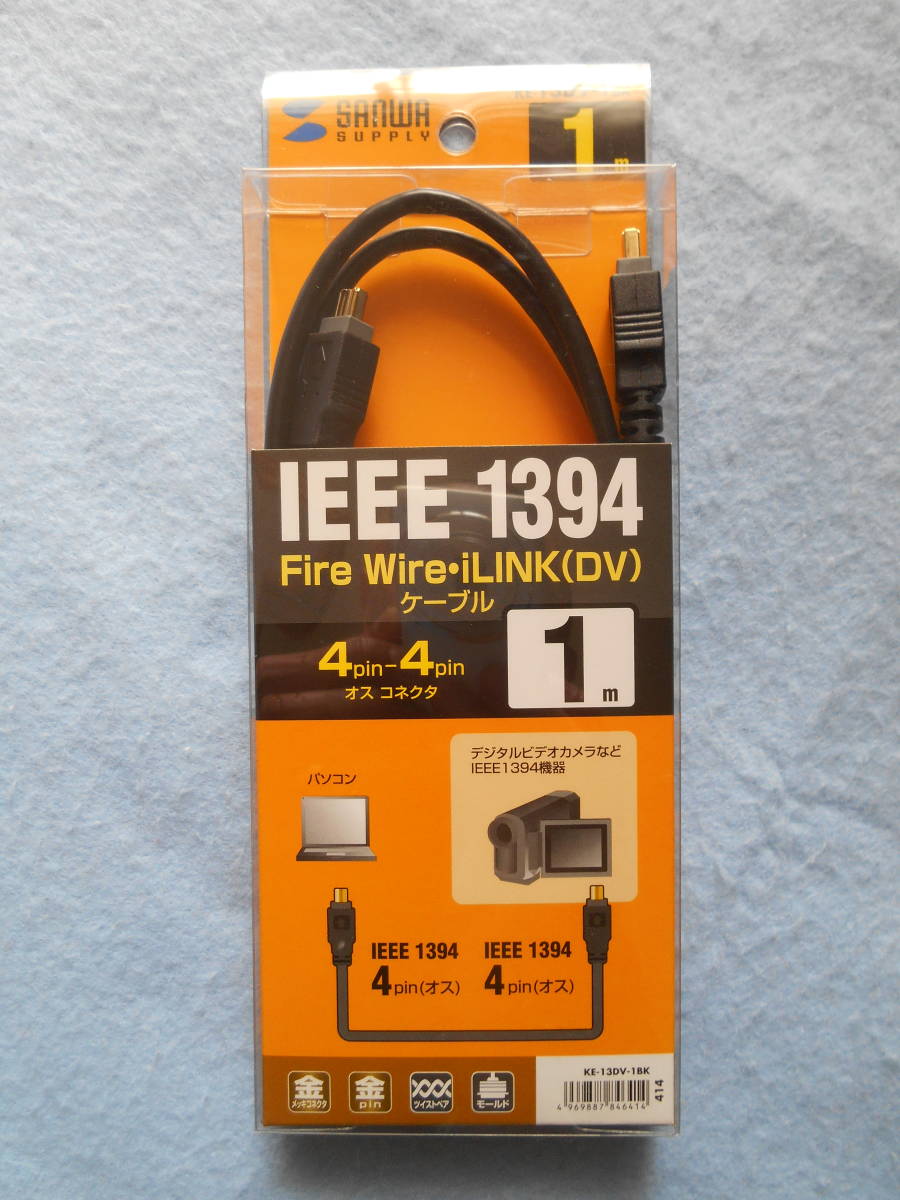 SANWA
SUPPLY
1
m
IEEE 1394
Fire Wire•iLINK(DV)
ケーブル
4pin-4pin
オス コネクタ
1
m
デジタルビデオカメラなど
IEEE1394機器
パソコン
IEEE 1394
4pin(オス)
IEEE 1394
4pin(オス)
金
メッキコネクタ
金
pin
ツイストペア
モールド
KE-13DV-1BK
4 969887 846414
414